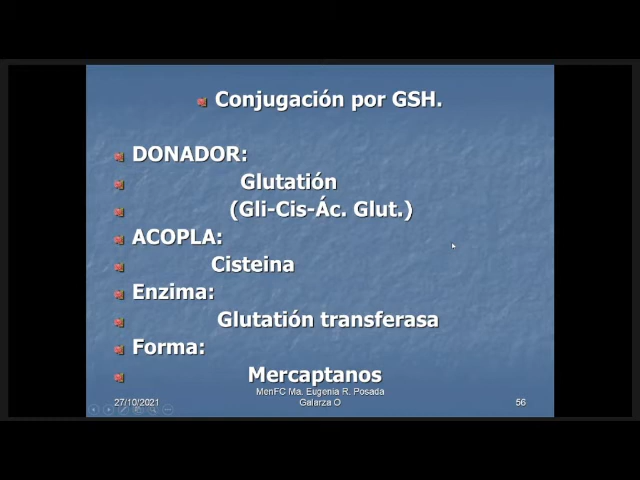 Conjugación por GSH.
DONADOR:
Glutatión
(Gli-Cis-Ác. Glut.)
ACOPLA:
Cisteina
Enzima:
Glutatión transferasa
Forma:
Mercaptanos
MenFC Ma. Eugenia R. Posada
27/10/2021
Galarza O
56